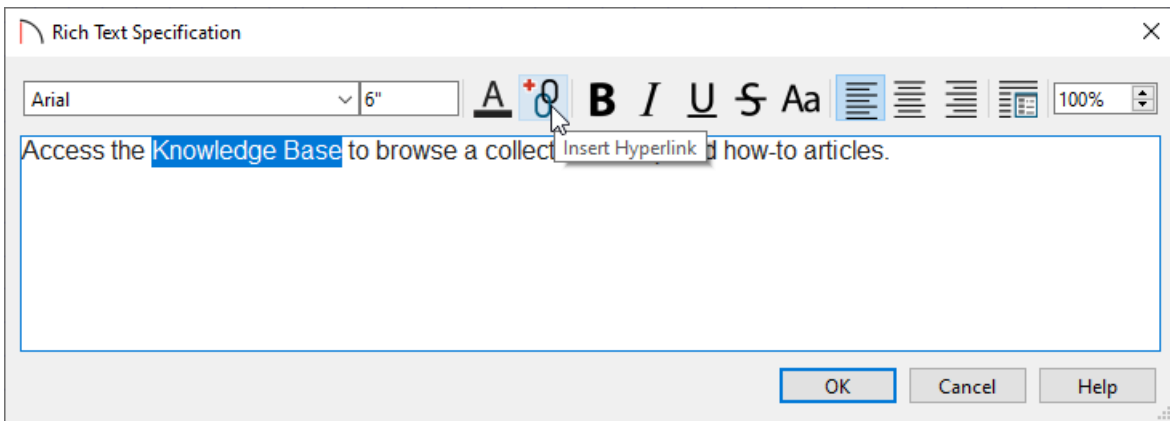 Rich Text Specification
Arial 6" A B I U S Aa 100%
Access the Knowledge Base to browse a collect d how-to articles.
Insert Hyperlink
OK Cancel Help